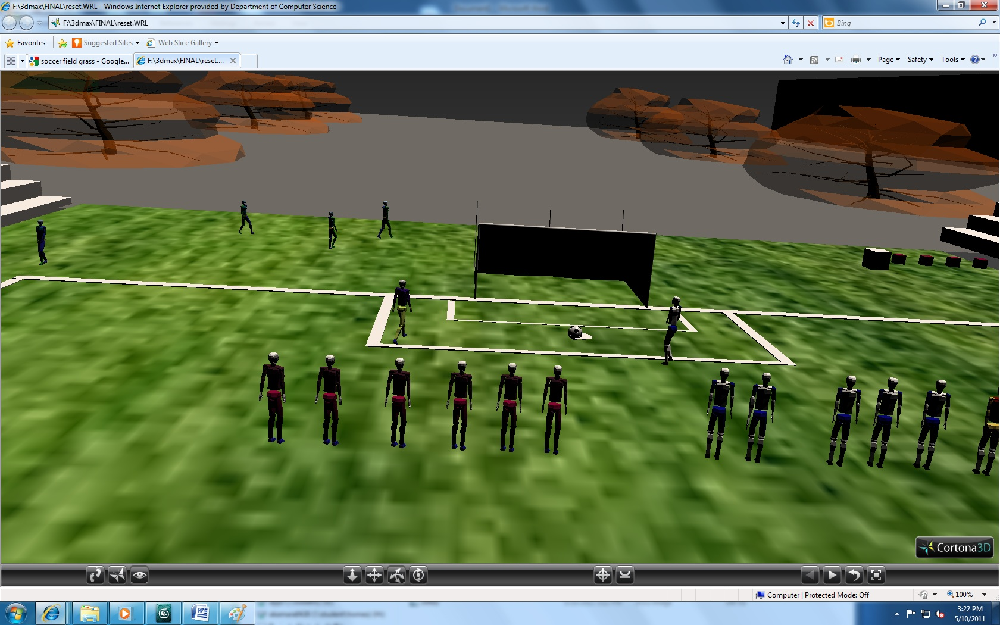 F:\3dmax\FINAL\reset.WRL - Windows Internet Explorer provided by Department of Computer Science
F:\3dmax\FINAL\reset.WRL
Bing
Favorites
Suggested Sites
Web Slice Gallery
soccer field grass - Google...
F:\3dmax\FINAL\reset....
Page
Safety
Tools
Cortona3D
Computer | Protected Mode: Off
100%
3:22 PM
5/10/2011